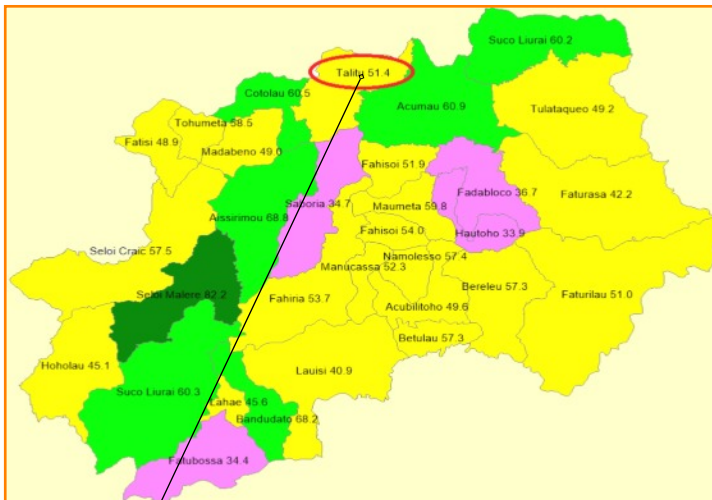 Suco Liurai 60.2
Talitu 51.4
Cotolau 60.5
Acumau 60.9
Tulataqueo 49.2
Tohumeta 58.5
Fatisi 48.9
Madabeno 49.0
Fahisoi 51.9
Fadabloco 36.7
Faturasa 42.2
Saboria 34.7
Aissirimou 68.8
Maumeta 59.8
Fahisoi 54.0
Hautoho 33.9
Seloi Craic 57.5
Namolesso 57.4
Manucassa 52.3
Bereleu 57.3
Seloi Malere 82.2
Fahiria 53.7
Acubilitoho 49.6
Faturilau 51.0
Betulau 57.3
Hoholau 45.1
Lauisi 40.9
Suco Liurai 60.3
Lahae 45.6
Bandudato 68.2
Fatubossa 34.4